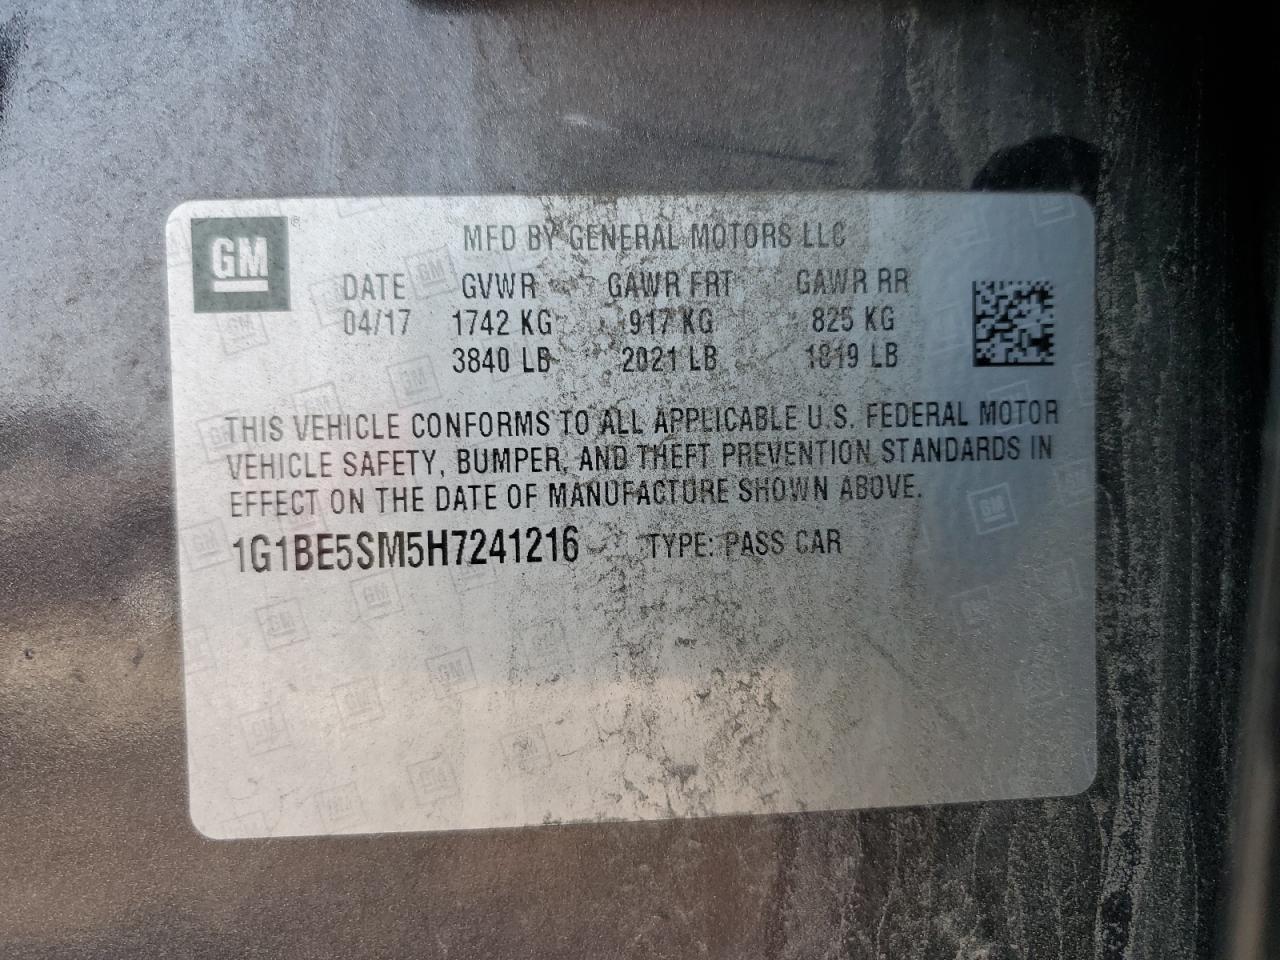 GM
MFD BY GENERAL MOTORS LLC
DATE GVWR GAWR FRT GAWR RR
04/17 1742 KG 917 KG 825 KG
3840 LB 2021 LB 1819 LB
THIS VEHICLE CONFORMS TO ALL APPLICABLE U.S. FEDERAL MOTOR
VEHICLE SAFETY, BUMPER, AND THEFT PREVENTION STANDARDS IN
EFFECT ON THE DATE OF MANUFACTURE SHOWN ABOVE.
1G1BE5SM5H7241216 TYPE: PASS CAR